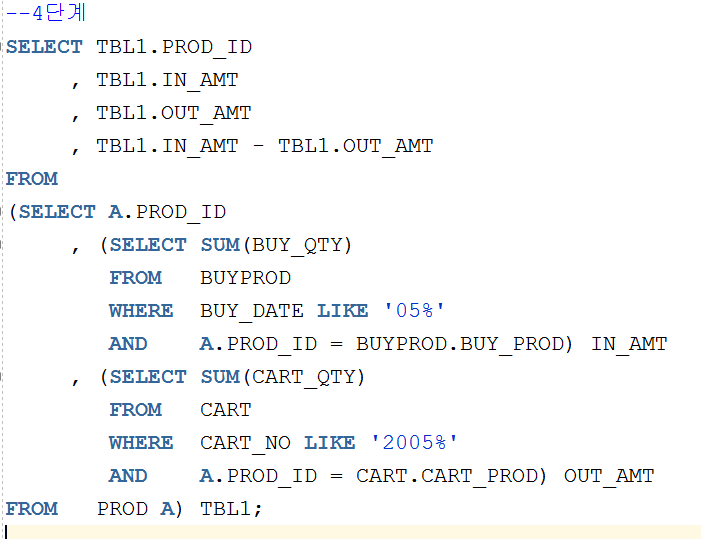 --4단계
SELECT TBL1.PROD_ID
     , TBL1.IN_AMT
     , TBL1.OUT_AMT
     , TBL1.IN_AMT - TBL1.OUT_AMT
FROM
(SELECT A.PROD_ID
     , (SELECT SUM(BUY_QTY)
        FROM   BUYPROD
        WHERE  BUY_DATE LIKE '05%'
        AND    A.PROD_ID = BUYPROD.BUY_PROD) IN_AMT
     , (SELECT SUM(CART_QTY)
        FROM   CART
        WHERE  CART_NO LIKE '2005%'
        AND    A.PROD_ID = CART.CART_PROD) OUT_AMT
FROM   PROD A) TBL1;